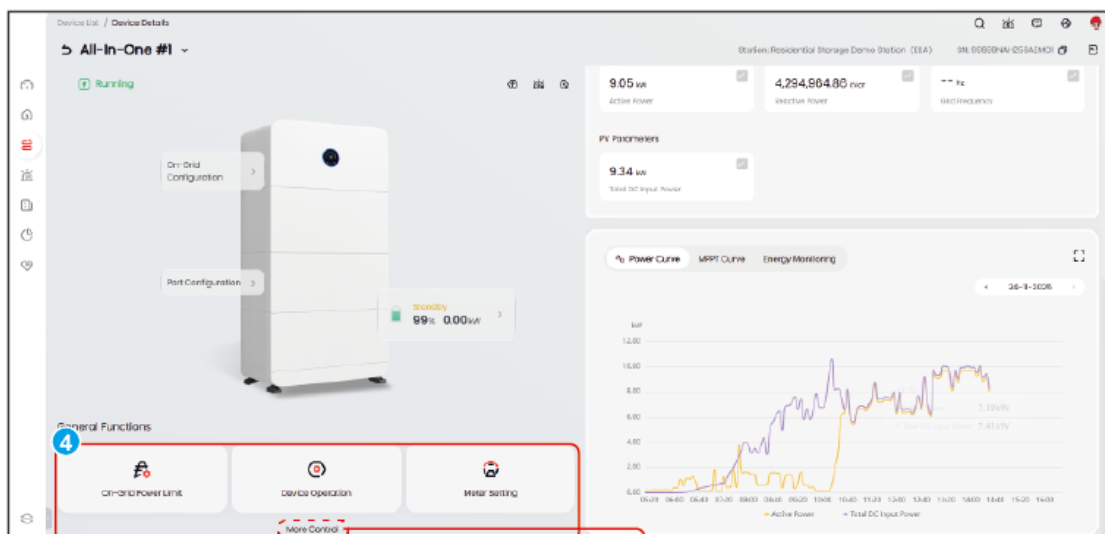 Device List / Device Details
All-In-One #1
Station: Residential Storage Demo Station (ESA)
Running
9.05 kW
Active Power
4,294,964.86 nvar
Reactive Power
-- Hz
Grid Frequency
PV Parameters
9.34 kW
Total DC Input Power
On-Grid
Configuration
Port Configuration
Standby
99% 0.00kW
Power Curve MPPT Curve Energy Monitoring
kW
12.00
10.00
8.00
6.00
4.00
2.00
0.00
7.41kW
Active Power Total DC Input Power
General Functions
4
On-Grid Power Limit
Device Operation
Meter Setting
More Control